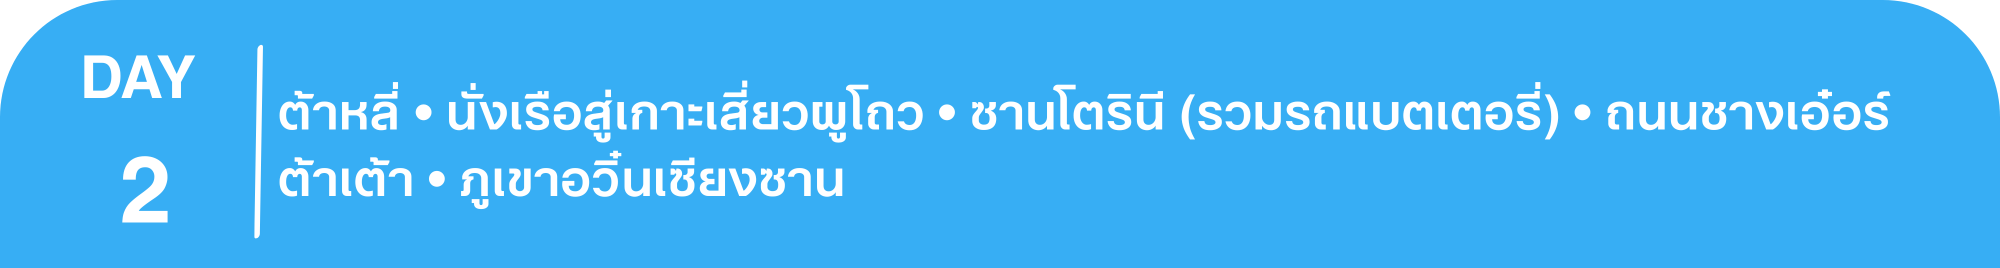 DAY
2
ต้าหลี่ • นั่งเรือสู่เกาะเสี่ยวผู่โถว • ซานโตรินี (รวมรถแบตเตอรี่) • ถนนชางเอ๋อร์
ต้าเต้า • ภูเขาอวิ๋นเซียงซาน